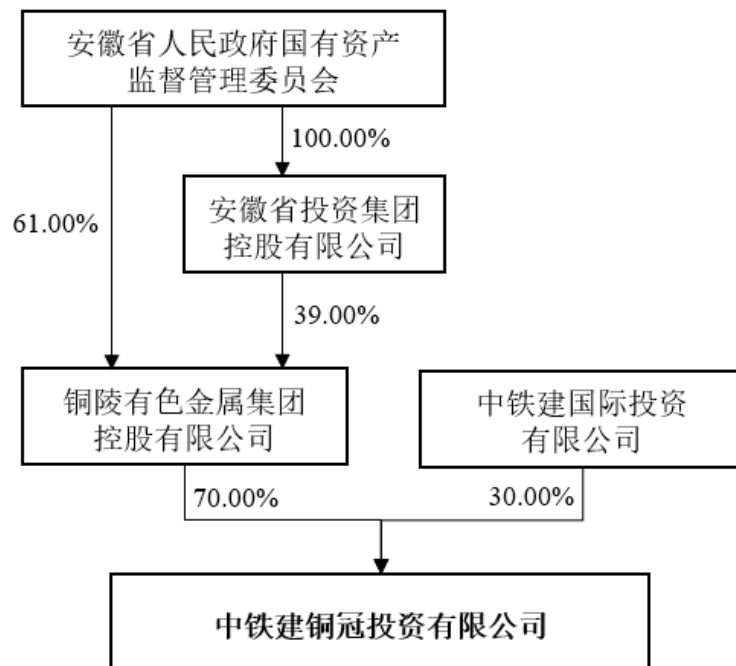 安徽省人民政府国有资产
监督管理委员会
100.00%
61.00%
安徽省投资集团
控股有限公司
39.00%
铜陵有色金属集团
控股有限公司
中铁建国际投资
有限公司
70.00%
30.00%
中铁建铜冠投资有限公司